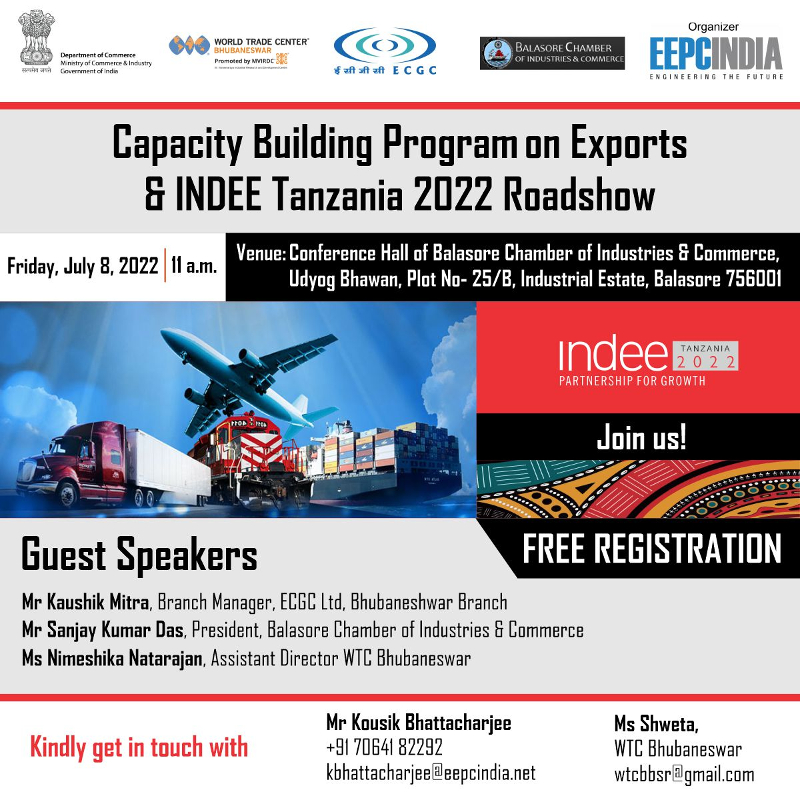 सत्यमेव जयते
Department of Commerce
Ministry of Commerce & Industry
Government of India
WORLD TRADE CENTER®
BHUBANESWAR
Promoted by MVIRDC
ई सी जी सी E C G C
BALASORE CHAMBER
OF INDUSTRIES & COMMERCE
Organizer
EEPCINDIA
ENGINEERING THE FUTURE
Capacity Building Program on Exports
& INDEE Tanzania 2022 Roadshow
Friday, July 8, 2022 11 a.m.
Venue: Conference Hall of Balasore Chamber of Industries & Commerce,
Udyog Bhawan, Plot No- 25/B, Industrial Estate, Balasore 756001
indee TANZANIA
2022
PARTNERSHIP FOR GROWTH
Join us!
FREE REGISTRATION
Guest Speakers
Mr Kaushik Mitra, Branch Manager, ECGC Ltd, Bhubaneshwar Branch
Mr Sanjay Kumar Das, President, Balasore Chamber of Industries & Commerce
Ms Nimeshika Natarajan, Assistant Director WTC Bhubaneswar
Kindly get in touch with
Mr Kousik Bhattacharjee
+91 70641 82292
kbhattacharjee@eepcindia.net
Ms Shweta,
WTC Bhubaneswar
wtcbbsr@gmail.com